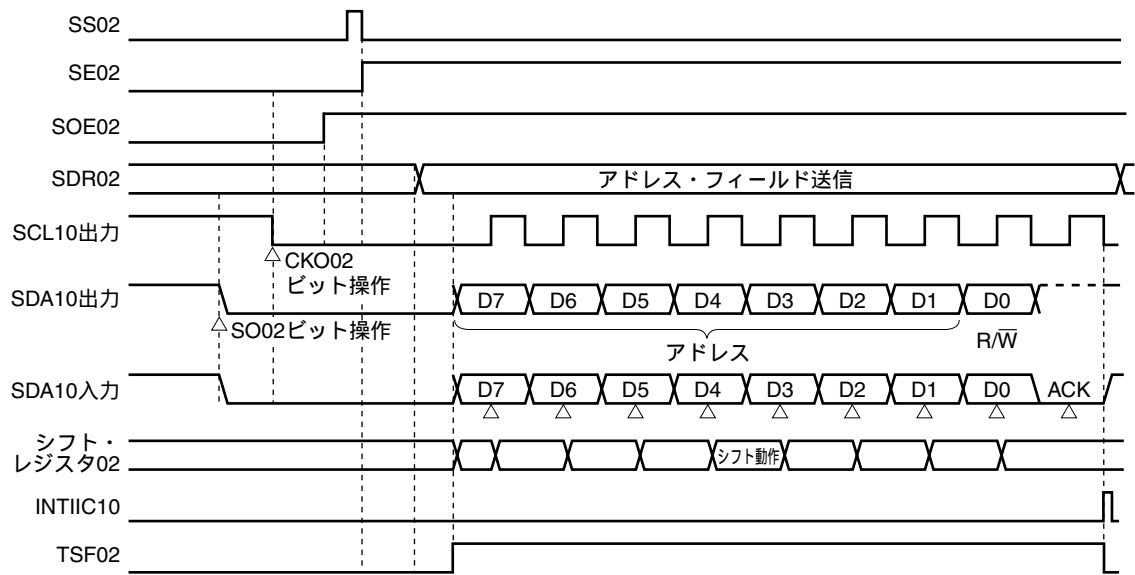 SS02
SE02
SOE02
SDR02
アドレス・フィールド送信
SCL10出力
CKO02
ビット操作
SDA10出力
D7 D6 D5 D4 D3 D2 D1 D0
SO02ビット操作
アドレス
R/W̅
SDA10入力
D7 D6 D5 D4 D3 D2 D1 D0 ACK
シフト・
レジスタ02
シフト動作
INTIIC10
TSF02